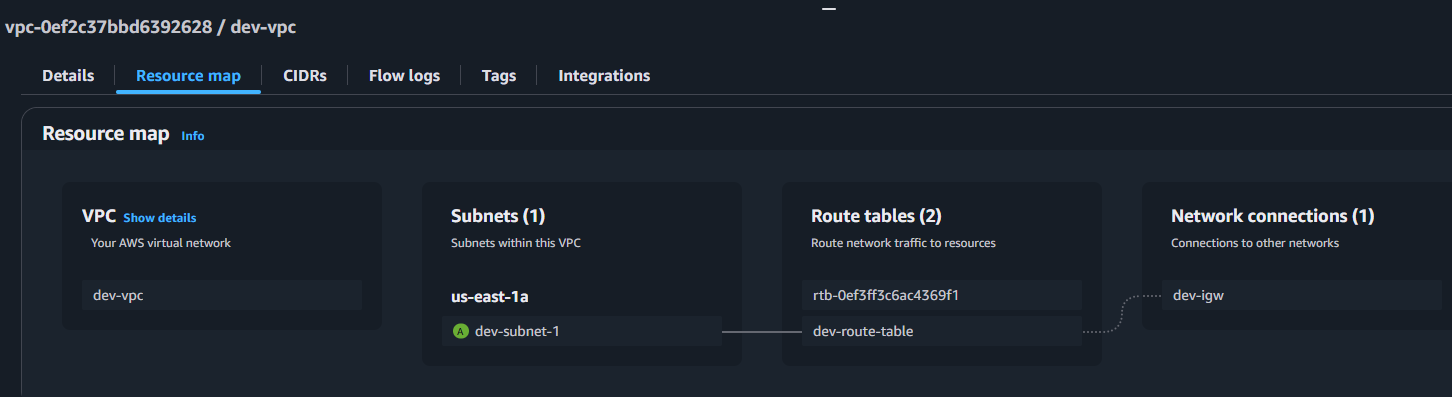 vpc-0ef2c37bbd6392628 / dev-vpc
Details
Resource map
CIDRs
Flow logs
Tags
Integrations
Resource map Info
VPC Show details
Your AWS virtual network
dev-vpc
Subnets (1)
Subnets within this VPC
us-east-1a
A dev-subnet-1
Route tables (2)
Route network traffic to resources
rtb-0ef3ff3c6ac4369f1
dev-route-table
Network connections (1)
Connections to other networks
dev-igw